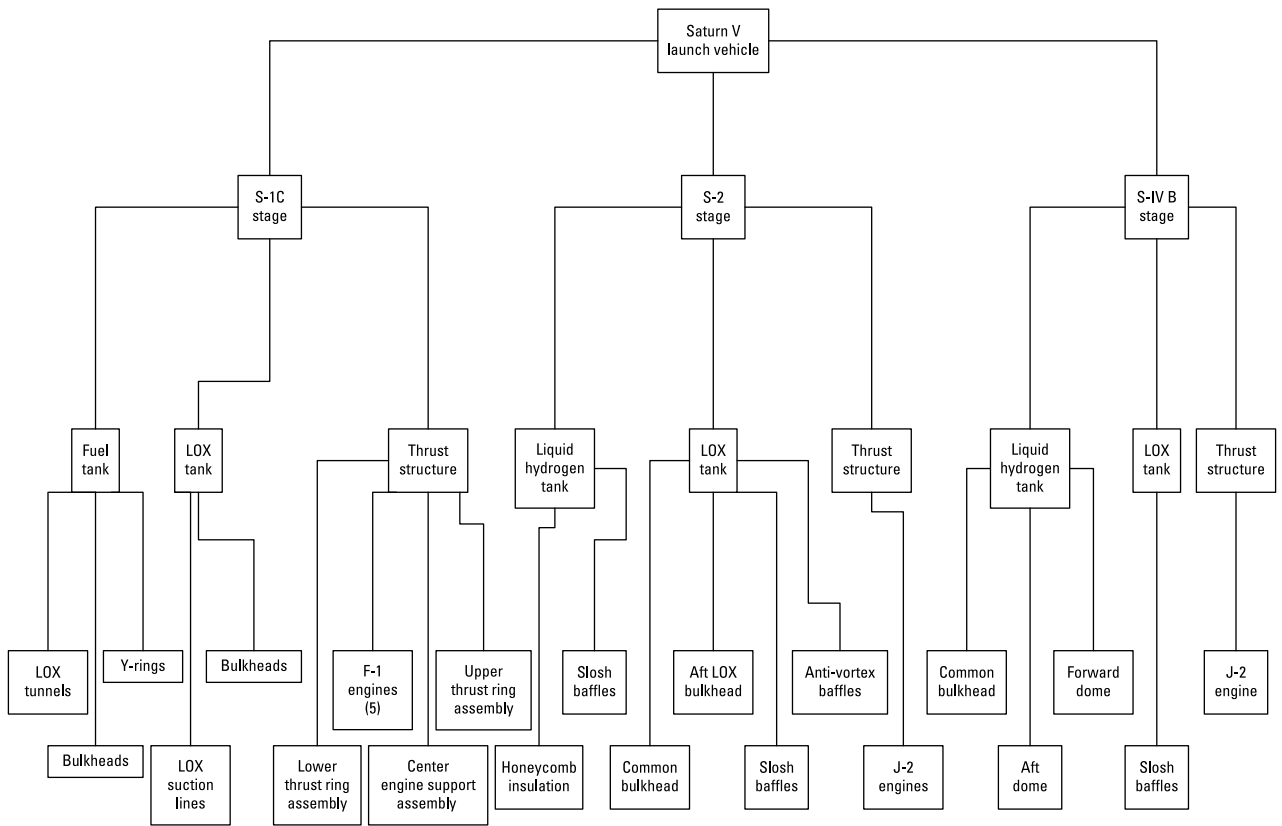 Saturn V
launch vehicle
S-1C
stage
S-2
stage
S-IV B
stage
Fuel
tank
LOX
tank
Thrust
structure
Liquid
hydrogen
tank
LOX
tank
Thrust
structure
Liquid
hydrogen
tank
LOX
tank
Thrust
structure
LOX
tunnels
Y-rings
Bulkheads
F-1
engines
(5)
Upper
thrust ring
assembly
Slosh
baffles
Aft LOX
bulkhead
Anti-vortex
baffles
Common
bulkhead
Forward
dome
J-2
engine
Bulkheads
LOX
suction
lines
Lower
thrust ring
assembly
Center
engine support
assembly
Honeycomb
insulation
Common
bulkhead
Slosh
baffles
J-2
engines
Aft
dome
Slosh
baffles